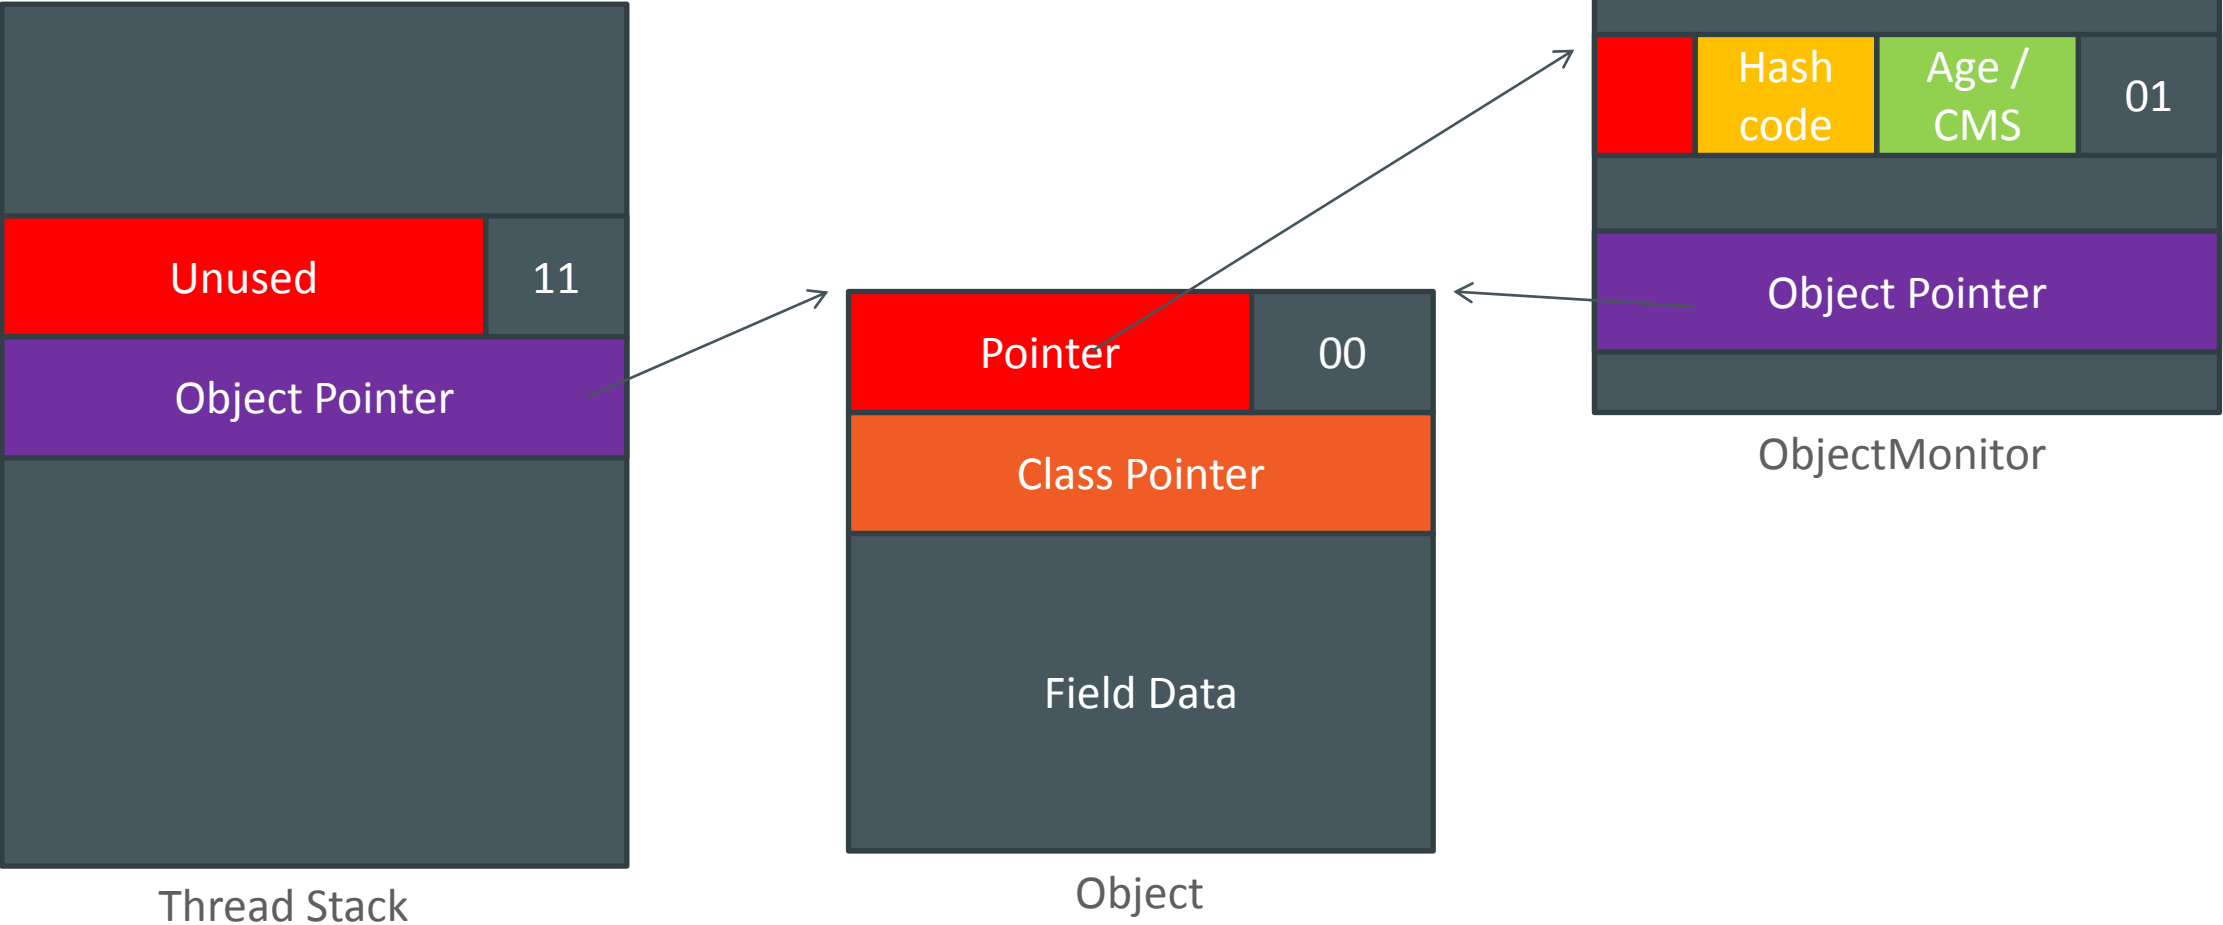 Unused
11
Object Pointer
Thread Stack
Pointer
00
Class Pointer
Field Data
Object
Hash
code
Age /
CMS
01
Object Pointer
ObjectMonitor